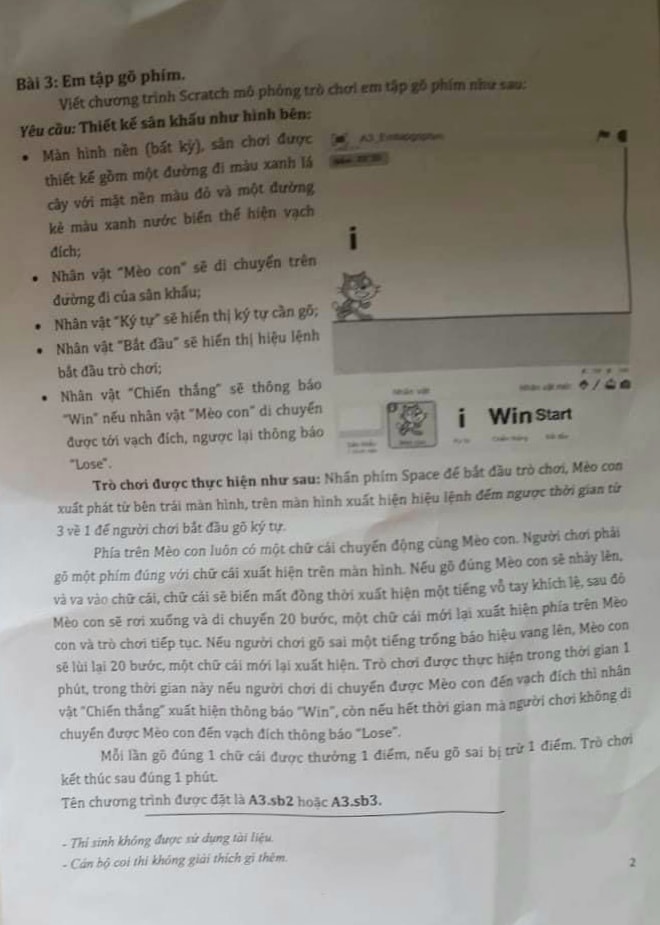 Bài 3: Em tập gõ phím.
Viết chương trình Scratch mô phỏng trò chơi em tập gõ phím như sau:
Yêu cầu: Thiết kế sân khấu như hình bên:
• Màn hình nền (bất kỳ), sân chơi được
thiết kế gồm một đường đi màu xanh lá
cây với mặt nền màu đỏ và một đường
kẻ màu xanh nước biển thể hiện vạch
đích;
• Nhân vật "Mèo con" sẽ di chuyển trên
đường đi của sân khấu;
• Nhân vật "Ký tự" sẽ hiển thị ký tự cần gõ;
• Nhân vật "Bắt đầu" sẽ hiển thị hiệu lệnh
bắt đầu trò chơi;
• Nhân vật "Chiến thắng" sẽ thông báo
"Win" nếu nhân vật "Mèo con" di chuyển
được tới vạch đích, ngược lại thông báo
"Lose".
i
Nhân vật
Nhân vật mới:
i Win Start
Trò chơi được thực hiện như sau: Nhấn phím Space để bắt đầu trò chơi, Mèo con
xuất phát từ bên trái màn hình, trên màn hình xuất hiện hiệu lệnh đếm ngược thời gian từ
3 về 1 để người chơi bắt đầu gõ ký tự.
Phía trên Mèo con luôn có một chữ cái chuyển động cùng Mèo con. Người chơi phải
gõ một phím đúng với chữ cái xuất hiện trên màn hình. Nếu gõ đúng Mèo con sẽ nhảy lên,
và va vào chữ cái, chữ cái sẽ biến mất đồng thời xuất hiện một tiếng vỗ tay khích lệ, sau đó
Mèo con sẽ rơi xuống và di chuyển 20 bước, một chữ cái mới lại xuất hiện phía trên Mèo
con và trò chơi tiếp tục. Nếu người chơi gõ sai một tiếng trống báo hiệu vang lên, Mèo con
sẽ lùi lại 20 bước, một chữ cái mới lại xuất hiện. Trò chơi được thực hiện trong thời gian 1
phút, trong thời gian này nếu người chơi di chuyển được Mèo con đến vạch đích thì nhân
vật "Chiến thắng" xuất hiện thông báo "Win", còn nếu hết thời gian mà người chơi không di
chuyển được Mèo con đến vạch đích thông báo "Lose".
Mỗi lần gõ đúng 1 chữ cái được thưởng 1 điểm, nếu gõ sai bị trừ 1 điểm. Trò chơi
kết thúc sau đúng 1 phút.
Tên chương trình được đặt là A3.sb2 hoặc A3.sb3.
- Thí sinh không được sử dụng tài liệu.
- Cán bộ coi thi không giải thích gì thêm.
2